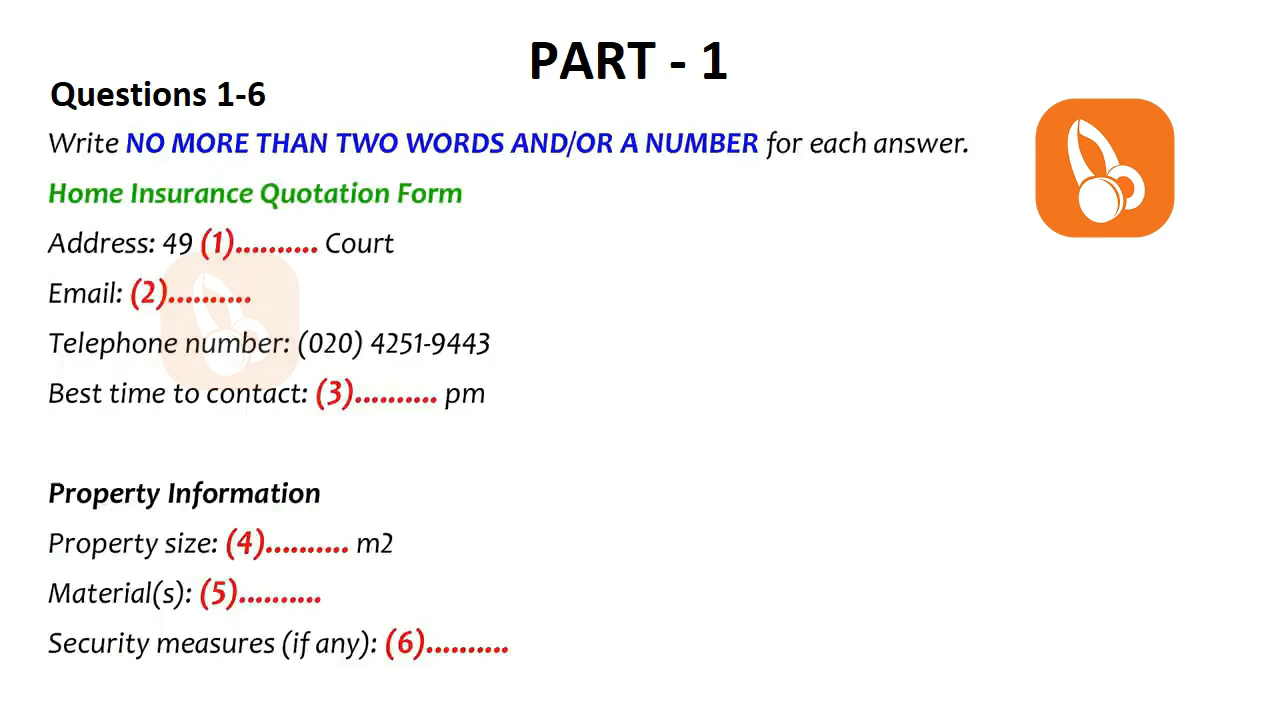 PART - 1
Questions 1-6
Write NO MORE THAN TWO WORDS AND/OR A NUMBER for each answer.
Home Insurance Quotation Form
Address: 49 (1).......... Court
Email: (2)..........
Telephone number: (020) 4251-9443
Best time to contact: (3).......... pm
Property Information
Property size: (4).......... m2
Material(s): (5)..........
Security measures (if any): (6)..........